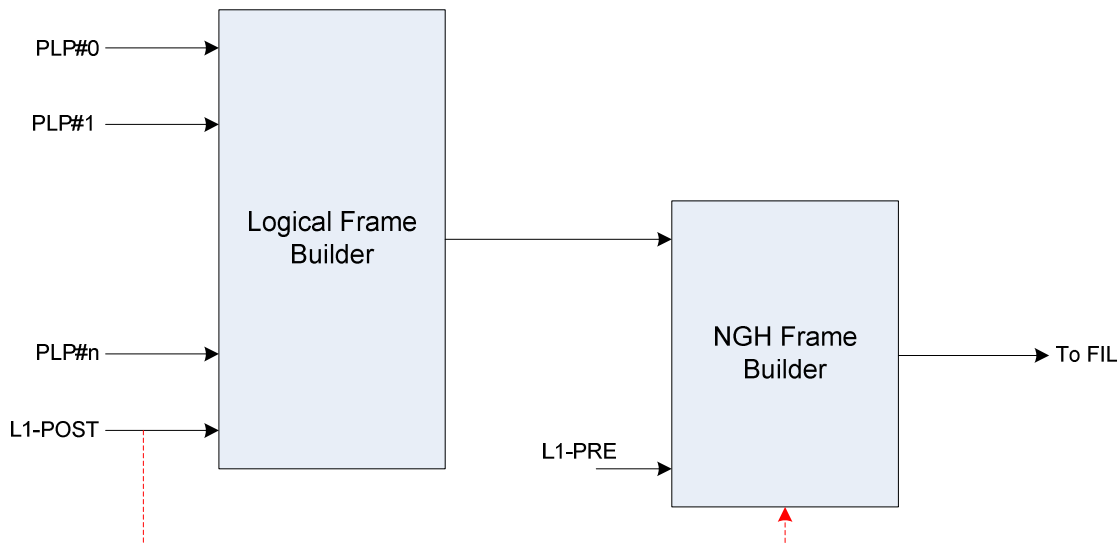 PLP#0
PLP#1
Logical Frame
Builder
PLP#n
L1-POST
NGH Frame
Builder
To FIL
L1-PRE